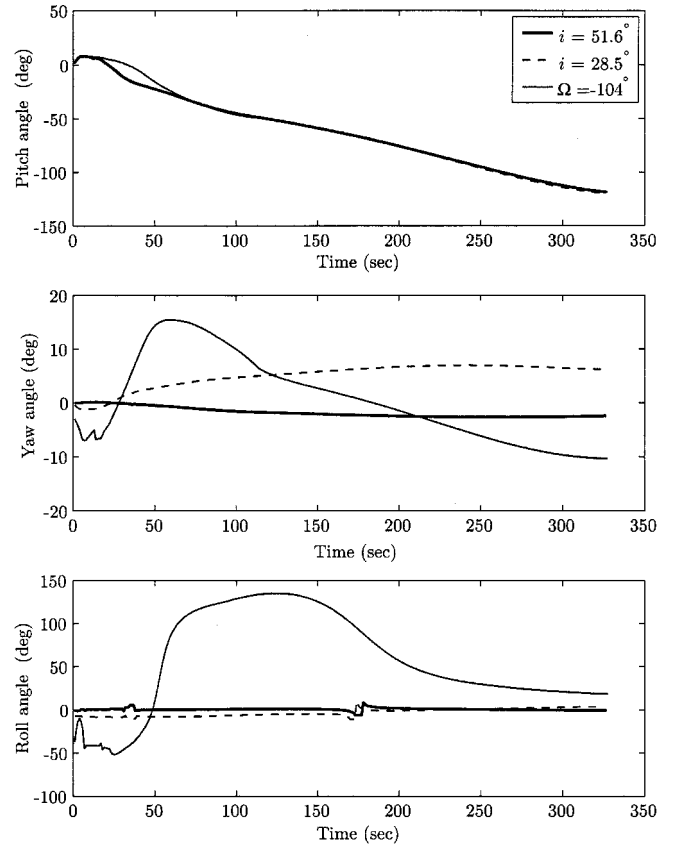 50
0
-50
-100
-150
Pitch angle (deg)
i = 51.6°
i = 28.5°
Ω =-104°
0 50 100 150 200 250 300 350
Time (sec)
20
10
0
-10
-20
Yaw angle (deg)
0 50 100 150 200 250 300 350
Time (sec)
150
100
50
0
-50
-100
Roll angle (deg)
0 50 100 150 200 250 300 350
Time (sec)